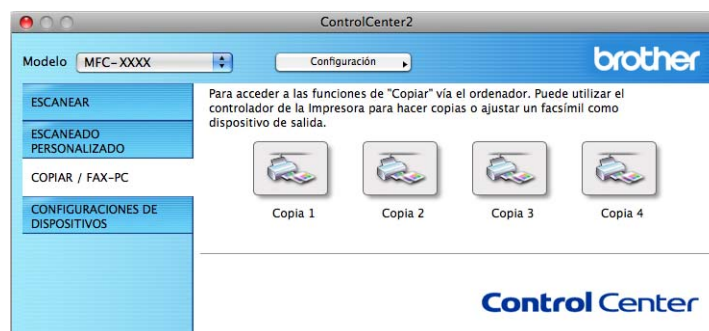 ControlCenter2
Modelo MFC-XXXX Configuración brother
ESCANEAR
ESCANEADO
PERSONALIZADO
COPIAR / FAX-PC
CONFIGURACIONES DE
DISPOSITIVOS
Para acceder a las funciones de "Copiar" vía el ordenador. Puede utilizar el
controlador de la Impresora para hacer copias o ajustar un facsímil como
dispositivo de salida.
Copia 1 Copia 2 Copia 3 Copia 4
Control Center